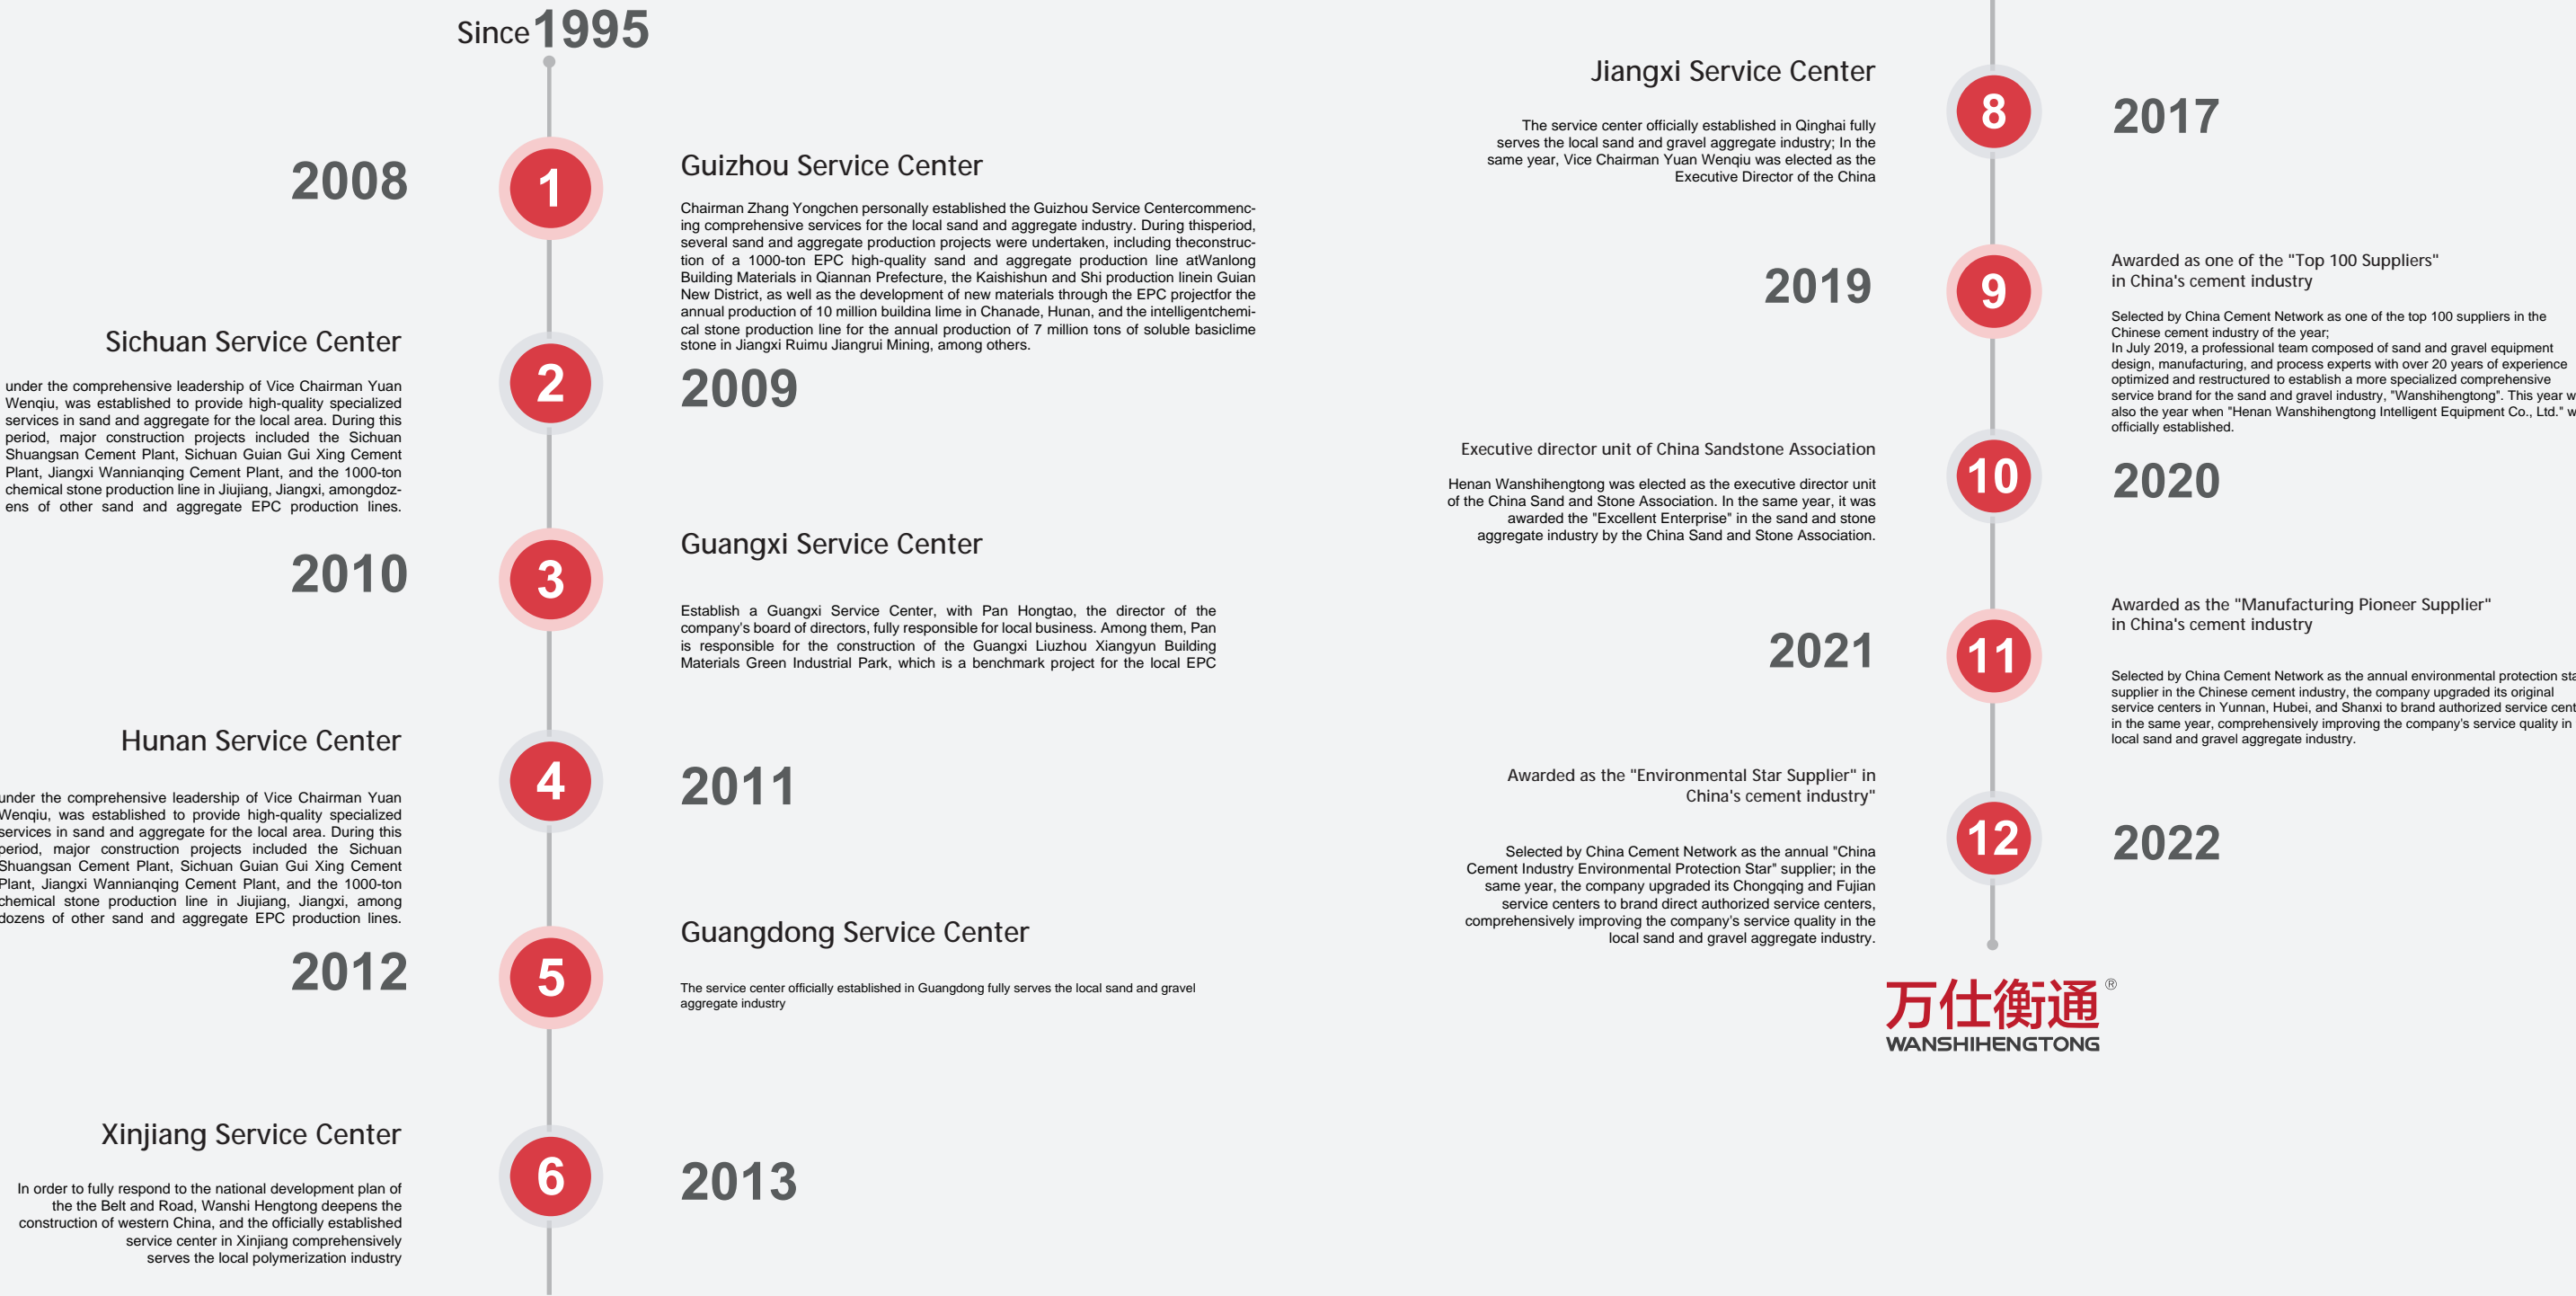 Since 1995
2008
1
Guizhou Service Center
Chairman Zhang Yongchen personally established the Guizhou Service Centercommenc-
ing comprehensive services for the local sand and aggregate industry. During thisperiod,
several sand and aggregate production projects were undertaken, including theconstruc-
tion of a 1000-ton EPC high-quality sand and aggregate production line atWanlong
Building Materials in Qiannan Prefecture, the Kaishishun and Shi production linein Guian
New District, as well as the development of new materials through the EPC projectfor the
annual production of 10 million buildina lime in Chanade, Hunan, and the intelligentchemi-
cal stone production line for the annual production of 7 million tons of soluble basiclime
stone in Jiangxi Ruimu Jiangrui Mining, among others.
Sichuan Service Center
under the comprehensive leadership of Vice Chairman Yuan
Wenqiu, was established to provide high-quality specialized
services in sand and aggregate for the local area. During this
period, major construction projects included the Sichuan
Shuangsan Cement Plant, Sichuan Guian Gui Xing Cement
Plant, Jiangxi Wannianqing Cement Plant, and the 1000-ton
chemical stone production line in Jiujiang, Jiangxi, amongdoz-
ens of other sand and aggregate EPC production lines.
2
2009
2010
3
Guangxi Service Center
Establish a Guangxi Service Center, with Pan Hongtao, the director of the
company's board of directors, fully responsible for local business. Among them, Pan
is responsible for the construction of the Guangxi Liuzhou Xiangyun Building
Materials Green Industrial Park, which is a benchmark project for the local EPC
Hunan Service Center
under the comprehensive leadership of Vice Chairman Yuan
Wenqiu, was established to provide high-quality specialized
services in sand and aggregate for the local area. During this
period, major construction projects included the Sichuan
Shuangsan Cement Plant, Sichuan Guian Gui Xing Cement
Plant, Jiangxi Wannianqing Cement Plant, and the 1000-ton
chemical stone production line in Jiujiang, Jiangxi, among
dozens of other sand and aggregate EPC production lines.
4
2011
2012
5
Guangdong Service Center
The service center officially established in Guangdong fully serves the local sand and gravel
aggregate industry
Xinjiang Service Center
In order to fully respond to the national development plan of
the the Belt and Road, Wanshi Hengtong deepens the
construction of western China, and the officially established
service center in Xinjiang comprehensively
serves the local polymerization industry
6
2013
Jiangxi Service Center
The service center officially established in Qinghai fully
serves the local sand and gravel aggregate industry; In the
same year, Vice Chairman Yuan Wenqiu was elected as the
Executive Director of the China
8
2017
2019
9
Awarded as one of the "Top 100 Suppliers"
in China's cement industry
Selected by China Cement Network as one of the top 100 suppliers in the
Chinese cement industry of the year;
In July 2019, a professional team composed of sand and gravel equipment
design, manufacturing, and process experts with over 20 years of experience
optimized and restructured to establish a more specialized comprehensive
service brand for the sand and gravel industry, "Wanshihengtong". This year
also the year when "Henan Wanshihengtong Intelligent Equipment Co., Ltd."
officially established.
Executive director unit of China Sandstone Association
Henan Wanshihengtong was elected as the executive director unit
of the China Sand and Stone Association. In the same year, it was
awarded the "Excellent Enterprise" in the sand and stone
aggregate industry by the China Sand and Stone Association.
10
2020
2021
11
Awarded as the "Manufacturing Pioneer Supplier"
in China's cement industry
Selected by China Cement Network as the annual environmental protection
supplier in the Chinese cement industry, the company upgraded its original
service centers in Yunnan, Hubei, and Shanxi to brand authorized service
in the same year, comprehensively improving the company's service quality in
local sand and gravel aggregate industry.
Awarded as the "Environmental Star Supplier" in
China's cement industry"
Selected by China Cement Network as the annual "China
Cement Industry Environmental Protection Star" supplier; in the
same year, the company upgraded its Chongqing and Fujian
service centers to brand direct authorized service centers,
comprehensively improving the company's service quality in the
local sand and gravel aggregate industry.
12
2022
万仕衡通®
WANSHIHENGTONG